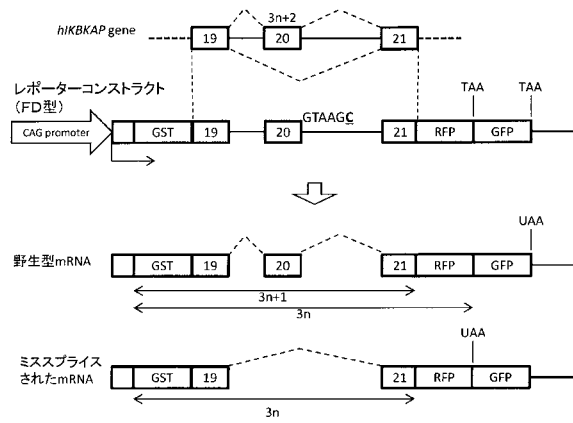 3n+2
hIKBKAP gene
19
20
21
レポーターコンストラクト
(FD型)
TAA
TAA
GTAAGC
CAG promoter
GST
19
20
21
RFP
GFP
UAA
野生型mRNA
GST
19
20
21
RFP
GFP
3n+1
3n
UAA
ミススプライス
されたmRNA
GST
19
21
RFP
GFP
3n